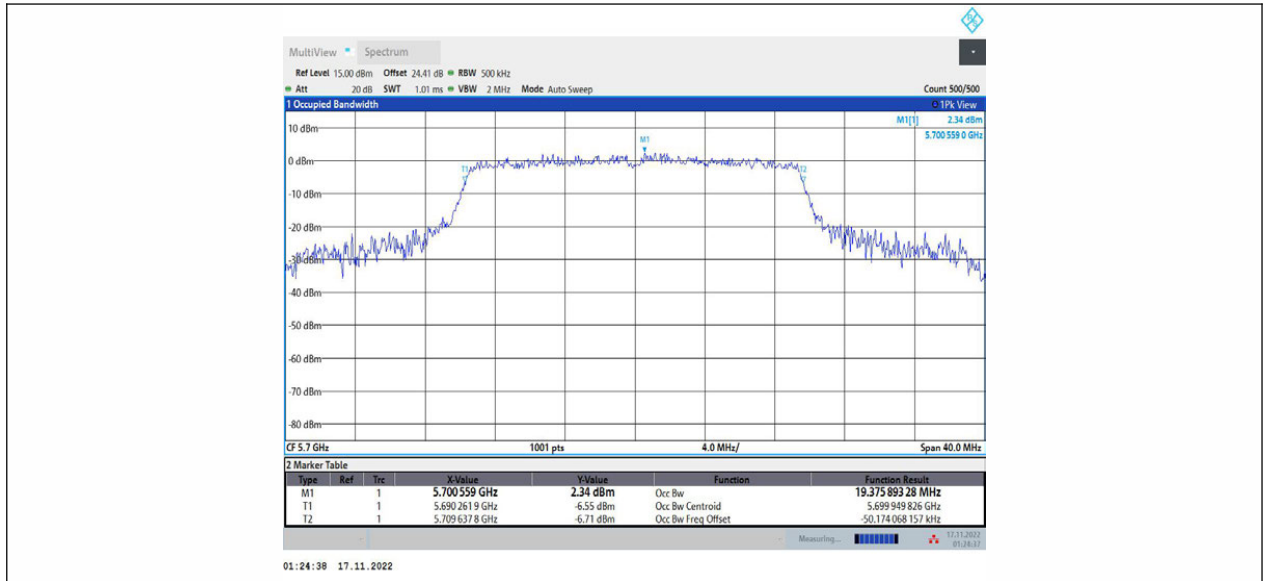 MultiView Spectrum
Ref Level 15.00 dBm Offset 24.41 dB RBW 500 kHz
Att 20 dB SWT 1.01 ms VBW 2 MHz Mode Auto Sweep Count 500/500
1 Occupied Bandwidth 1Pk View
M1[1] 2.34 dBm
5.700 559 0 GHz
10 dBm
M1
0 dBm
T1 T2
-10 dBm
-20 dBm
-30 dBm
-40 dBm
-50 dBm
-60 dBm
-70 dBm
-80 dBm
CF 5.7 GHz 1001 pts 4.0 MHz/ Span 40.0 MHz
2 Marker Table
Type Ref Trc X-Value Y-Value Function Function Result
M1 1 5.700 559 GHz 2.34 dBm Occ Bw 19.375 893 28 MHz
T1 1 5.690 261 9 GHz -6.55 dBm Occ Bw Centroid 5.699 949 826 GHz
T2 1 5.709 637 8 GHz -6.71 dBm Occ Bw Freq Offset -50.174 068 157 kHz
Measuring... 17.11.2022
01:24:37
01:24:38 17.11.2022